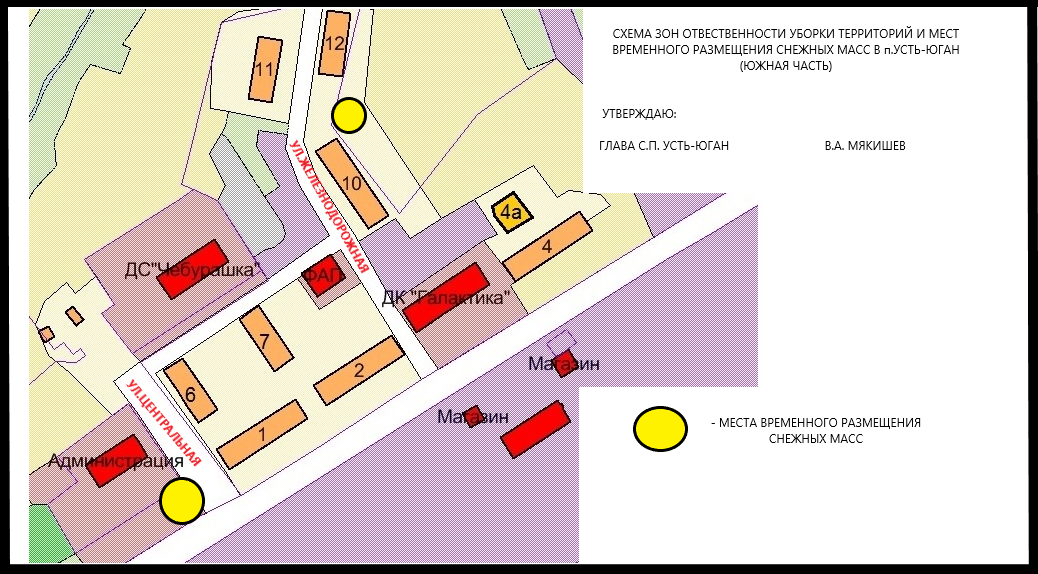 СХЕМА ЗОН ОТВЕСТВЕННОСТИ УБОРКИ ТЕРРИТОРИЙ И МЕСТ
ВРЕМЕННОГО РАЗМЕЩЕНИЯ СНЕЖНЫХ МАСС В п.УСТЬ-ЮГАН
(ЮЖНАЯ ЧАСТЬ)
УТВЕРЖДАЮ:
ГЛАВА С.П. УСТЬ-ЮГАН В.А. МЯКИШЕВ
12
11
УЛ.ЖЕЛЕЗНОДОРОЖНАЯ
10
4а
4
ДС"Чебурашка"
ФАП
ДК "Галактика"
7
2
6
1
Магазин
Магазин
УЛ.ЦЕНТРАЛЬНАЯ
Администрация
- МЕСТА ВРЕМЕННОГО РАЗМЕЩЕНИЯ
СНЕЖНЫХ МАСС